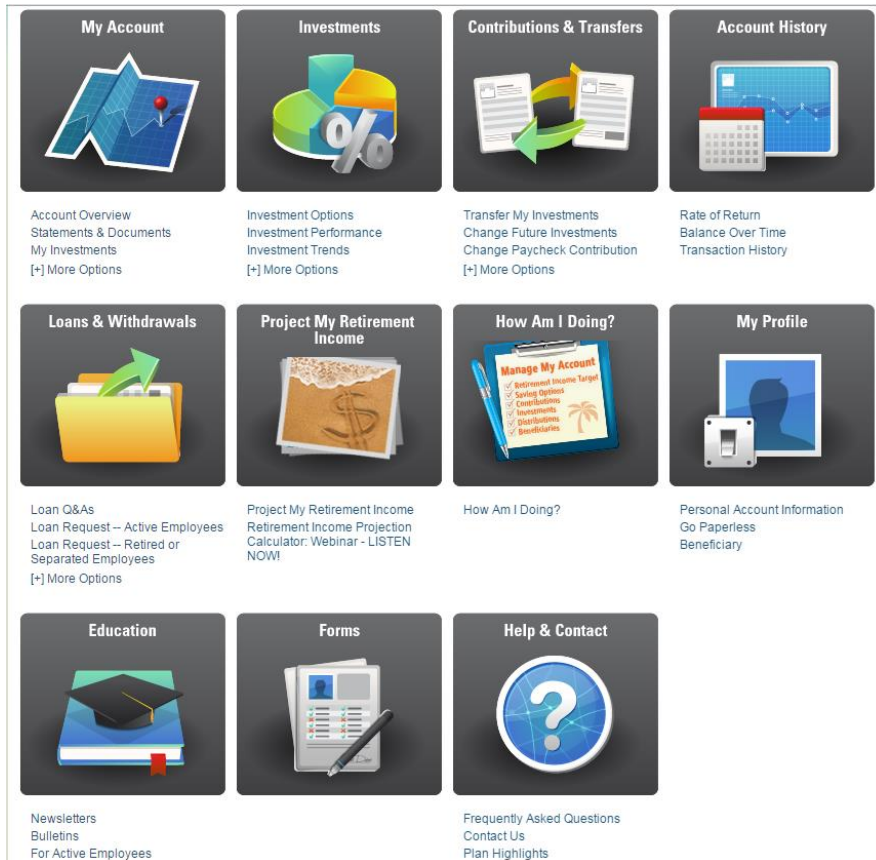 My Account
Investments
Contributions & Transfers
Account History
%
Account Overview
Statements & Documents
My Investments
[+] More Options
Investment Options
Investment Performance
Investment Trends
[+] More Options
Transfer My Investments
Change Future Investments
Change Paycheck Contribution
[+] More Options
Rate of Return
Balance Over Time
Transaction History
Loans & Withdrawals
Project My Retirement
Income
$
How Am I Doing?
Manage My Account
Retirement Income Target
Saving Options
Contributions
Investments
Distributions
Beneficiaries
My Profile
Loan Q&As
Loan Request -- Active Employees
Loan Request -- Retired or
Separated Employees
[+] More Options
Project My Retirement Income
Retirement Income Projection
Calculator: Webinar - LISTEN
NOW!
How Am I Doing?
Personal Account Information
Go Paperless
Beneficiary
Education
Forms
Help & Contact
?
Newsletters
Bulletins
For Active Employees
Frequently Asked Questions
Contact Us
Plan Highlights